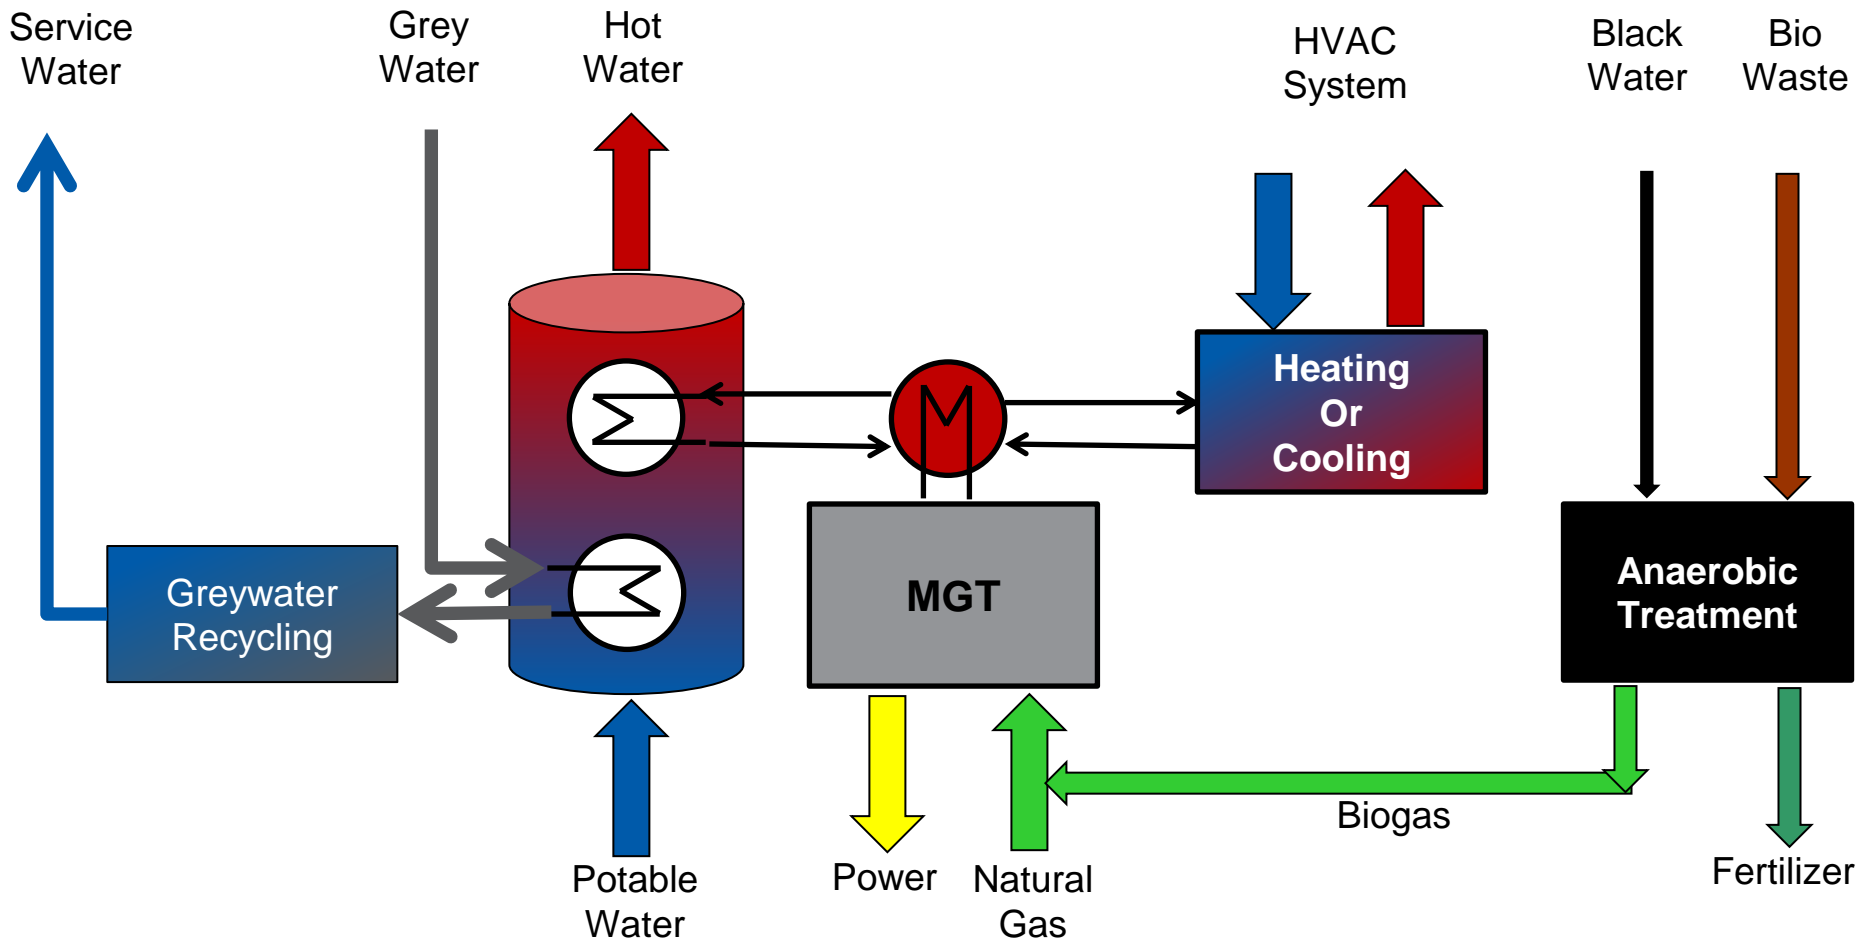 Service
Water
Grey
Water
Hot
Water
HVAC
System
Black
Water
Bio
Waste
Heating
Or
Cooling
Greywater
Recycling
MGT
Anaerobic
Treatment
Biogas
Potable
Water
Power
Natural
Gas
Fertilizer